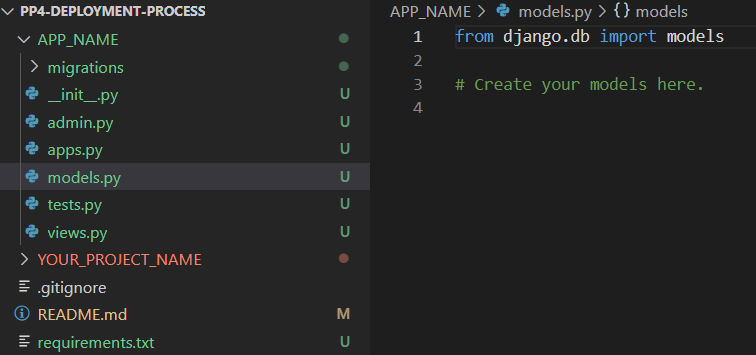 PP4-DEPLOYMENT-PROCESS
APP_NAME
migrations
__init__.py U
admin.py U
apps.py U
models.py U
tests.py U
views.py U
YOUR_PROJECT_NAME
.gitignore
README.md M
requirements.txt U
APP_NAME > models.py > {} models
1 from django.db import models
2
3 # Create your models here.
4